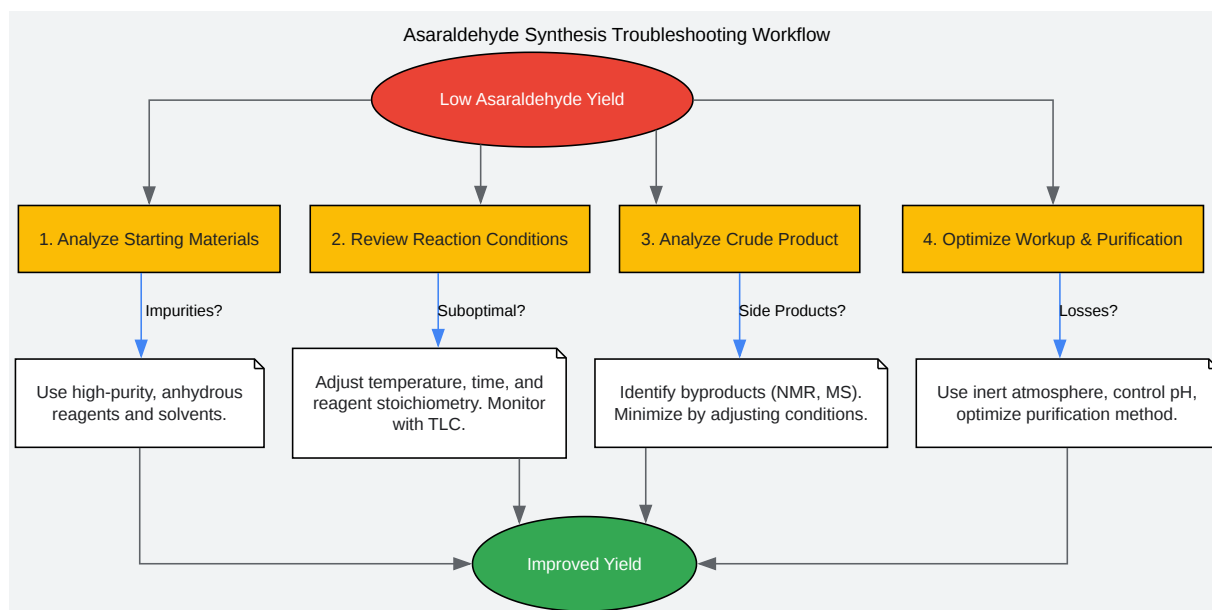 Asaraldehyde Synthesis Troubleshooting Workflow
Low Asaraldehyde Yield
1. Analyze Starting Materials
2. Review Reaction Conditions
3. Analyze Crude Product
4. Optimize Workup & Purification
Impurities?
Suboptimal?
Side Products?
Losses?
Use high-purity, anhydrous
reagents and solvents.
Adjust temperature, time, and
reagent stoichiometry. Monitor
with TLC.
Identify byproducts (NMR, MS).
Minimize by adjusting conditions.
Use inert atmosphere, control pH,
optimize purification method.
Improved Yield